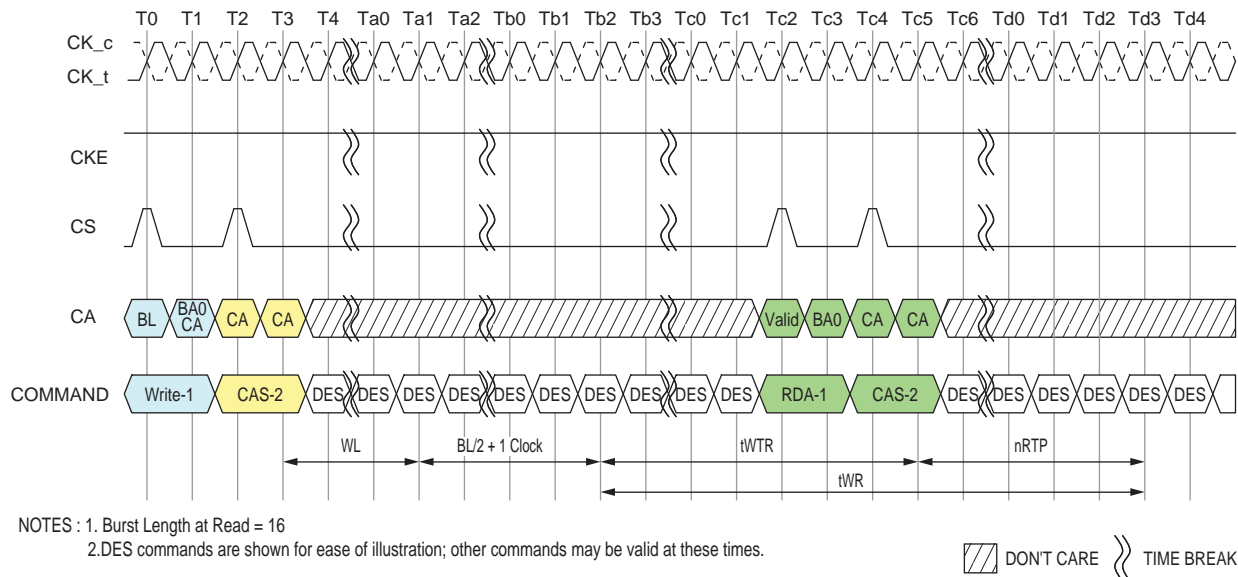 T0 T1 T2 T3 T4 Ta0 Ta1 Ta2 Tb0 Tb1 Tb2 Tb3 Tc0 Tc1 Tc2 Tc3 Tc4 Tc5 Tc6 Td0 Td1 Td2 Td3 Td4
CK_c
CK_t
CKE
CS
CA BL BA0 CA CA CA Valid BA0 CA CA
COMMAND Write-1 CAS-2 DES DES DES DES DES DES DES DES DES DES RDA-1 CAS-2 DES DES DES DES DES DES
WL BL/2 + 1 Clock tWTR nRTP
tWR
NOTES : 1. Burst Length at Read = 16
2.DES commands are shown for ease of illustration; other commands may be valid at these times.
DON'T CARE TIME BREAK